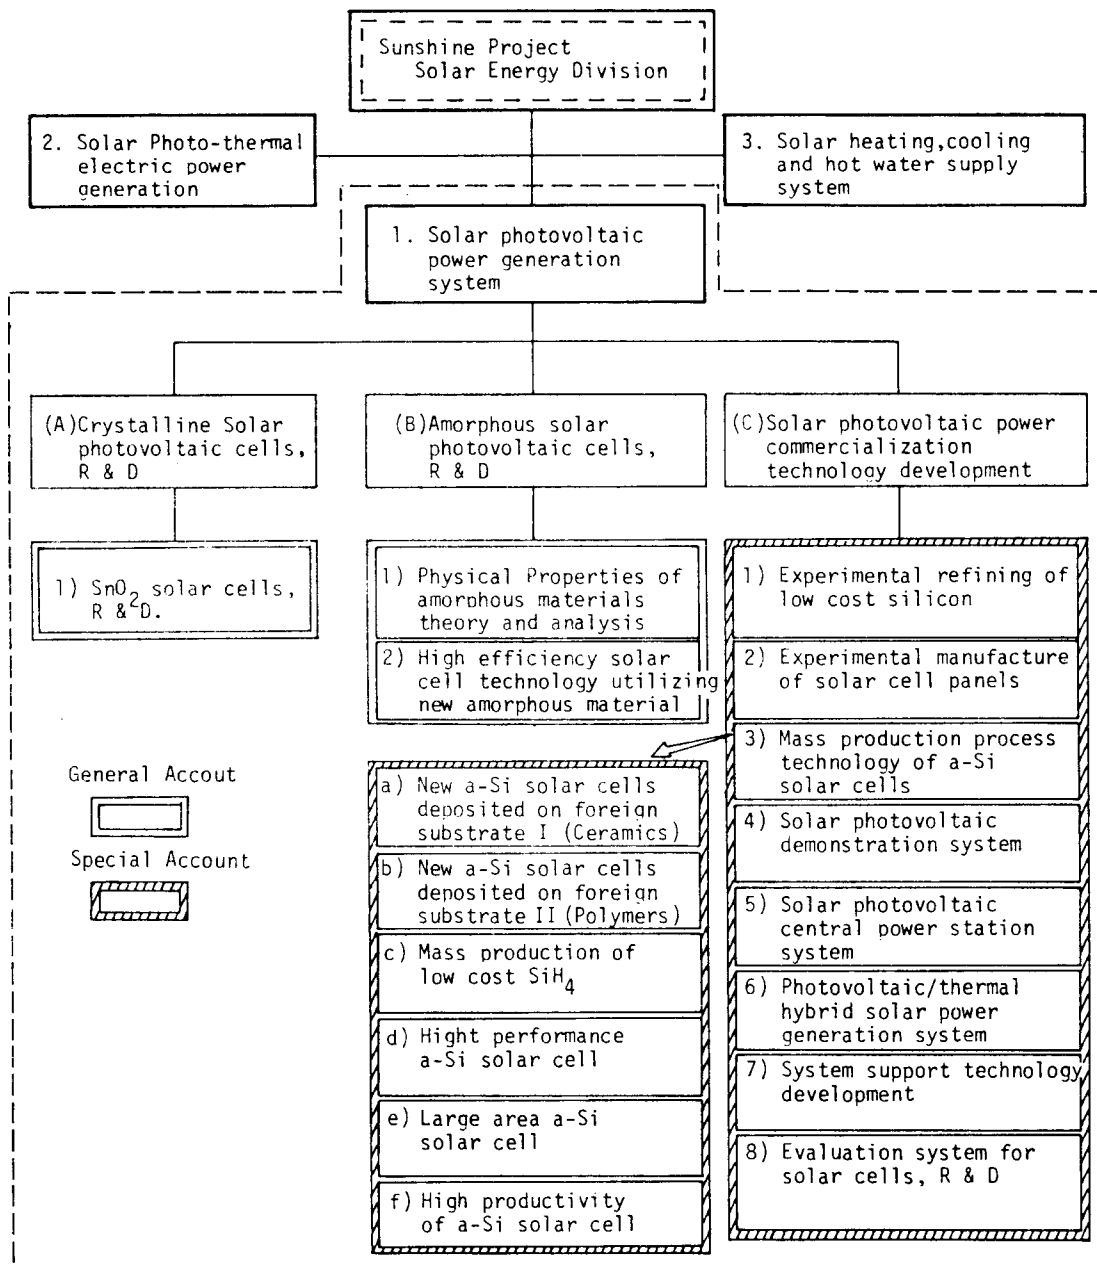 Sunshine Project
Solar Energy Division
2. Solar Photo-thermal
electric power
generation
3. Solar heating,cooling
and hot water supply
system
1. Solar photovoltaic
power generation
system
(A)Crystalline Solar
photovoltaic cells,
R & D
(B)Amorphous solar
photovoltaic cells,
R & D
(C)Solar photovoltaic power
commercialization
technology development
1) SnO2 solar cells,
R & D.
1) Physical Properties of
amorphous materials
theory and analysis
2) High efficiency solar
cell technology utilizing
new amorphous material
General Accout
Special Account
a) New a-Si solar cells
deposited on foreign
substrate I (Ceramics)
b) New a-Si solar cells
deposited on foreign
substrate II (Polymers)
c) Mass production of
low cost SiH4
d) Hight performance
a-Si solar cell
e) Large area a-Si
solar cell
f) High productivity
of a-Si solar cell
1) Experimental refining of
low cost silicon
2) Experimental manufacture
of solar cell panels
3) Mass production process
technology of a-Si
solar cells
4) Solar photovoltaic
demonstration system
5) Solar photovoltaic
central power station
system
6) Photovoltaic/thermal
hybrid solar power
generation system
7) System support technology
development
8) Evaluation system for
solar cells, R & D